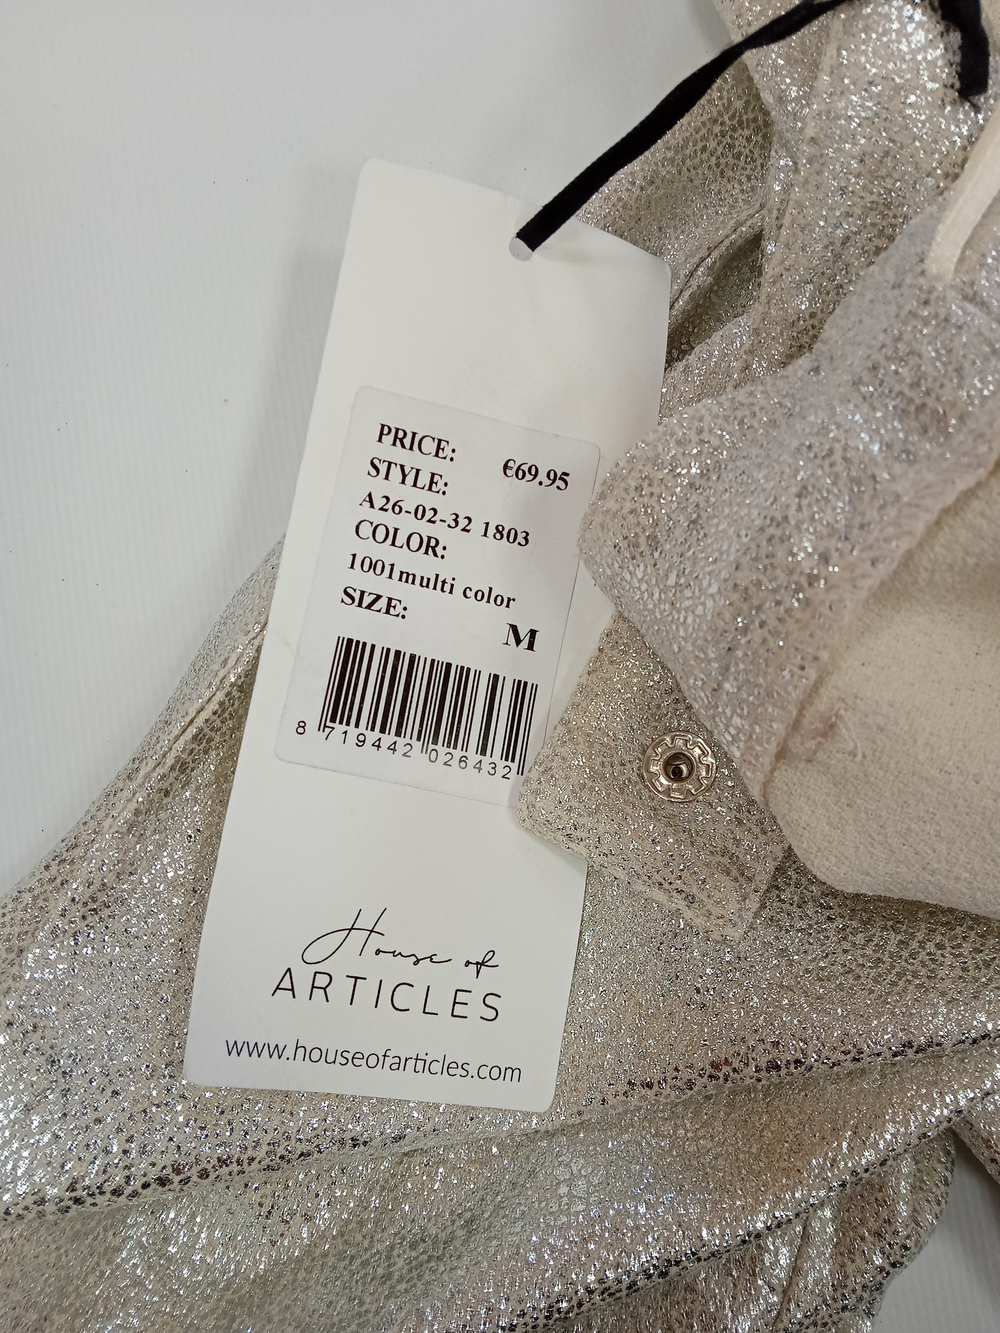 PRICE:
€69.95
STYLE:
A26-02-32 1803
COLOR:
1001multi color
SIZE:
M
8 719442 026432
House of
ARTICLES
www.houseofarticles.com